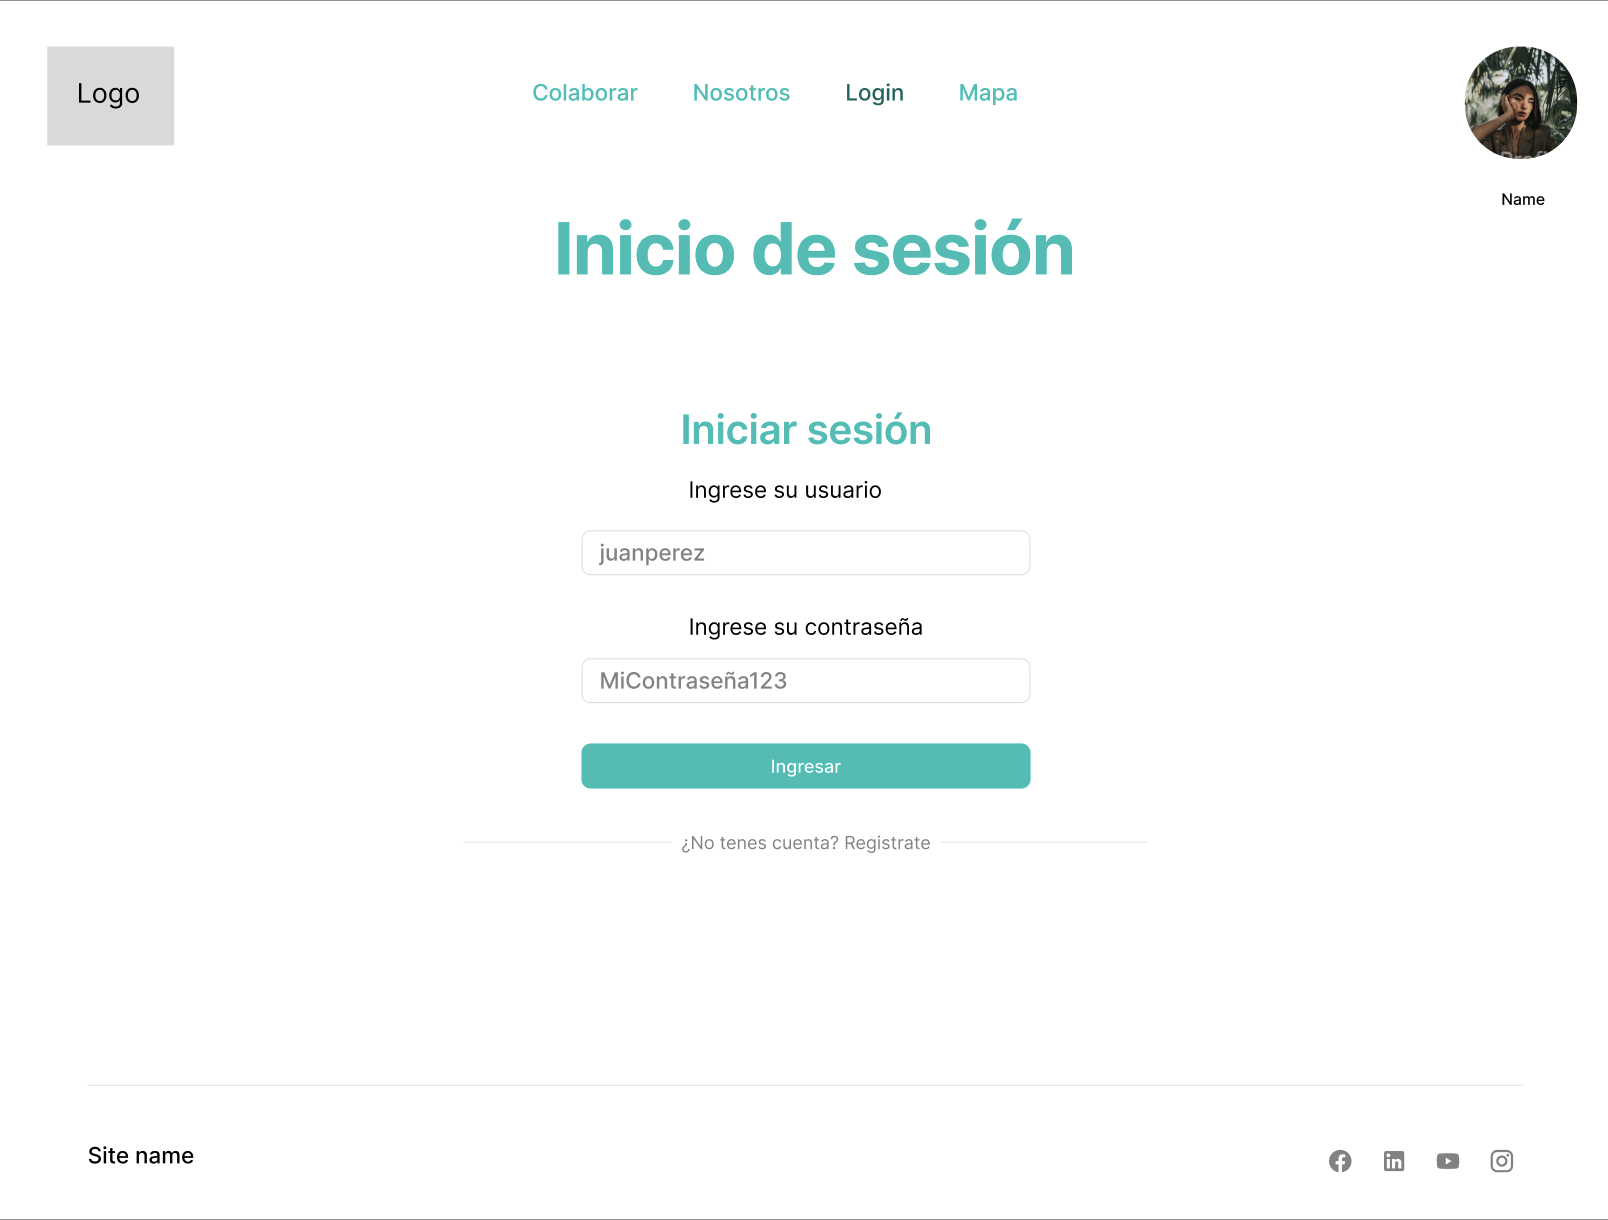 Logo
Colaborar
Nosotros
Login
Mapa
Name
Inicio de sesión
Iniciar sesión
Ingrese su usuario
juanperez
Ingrese su contraseña
MiContraseña123
Ingresar
¿No tenes cuenta? Registrate
Site name